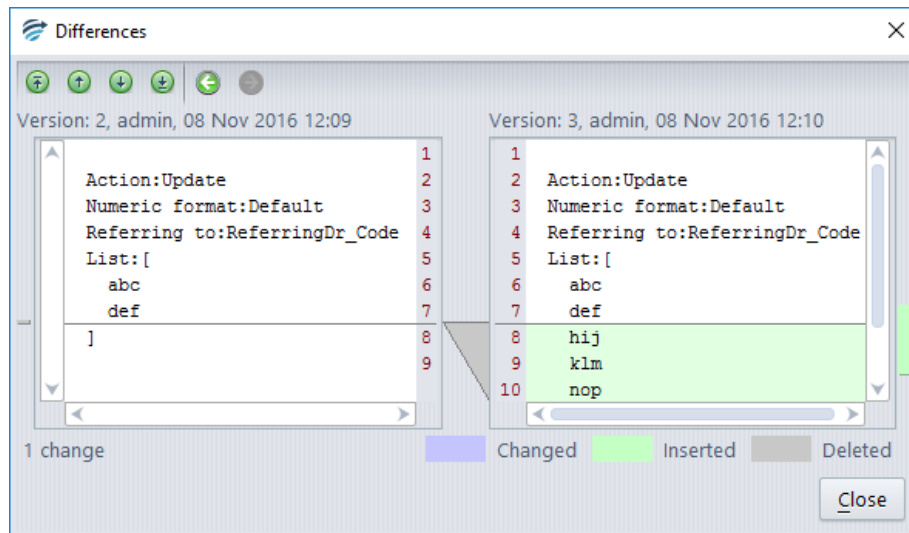 Differences
Version: 2, admin, 08 Nov 2016 12:09
1
2 Action:Update
3 Numeric format:Default
4 Referring to:ReferringDr_Code
5 List:[
6 abc
7 def
8 ]
9
Version: 3, admin, 08 Nov 2016 12:10
1
2 Action:Update
3 Numeric format:Default
4 Referring to:ReferringDr_Code
5 List:[
6 abc
7 def
8 hij
9 klm
10 nop
1 change
Changed Inserted Deleted
Close